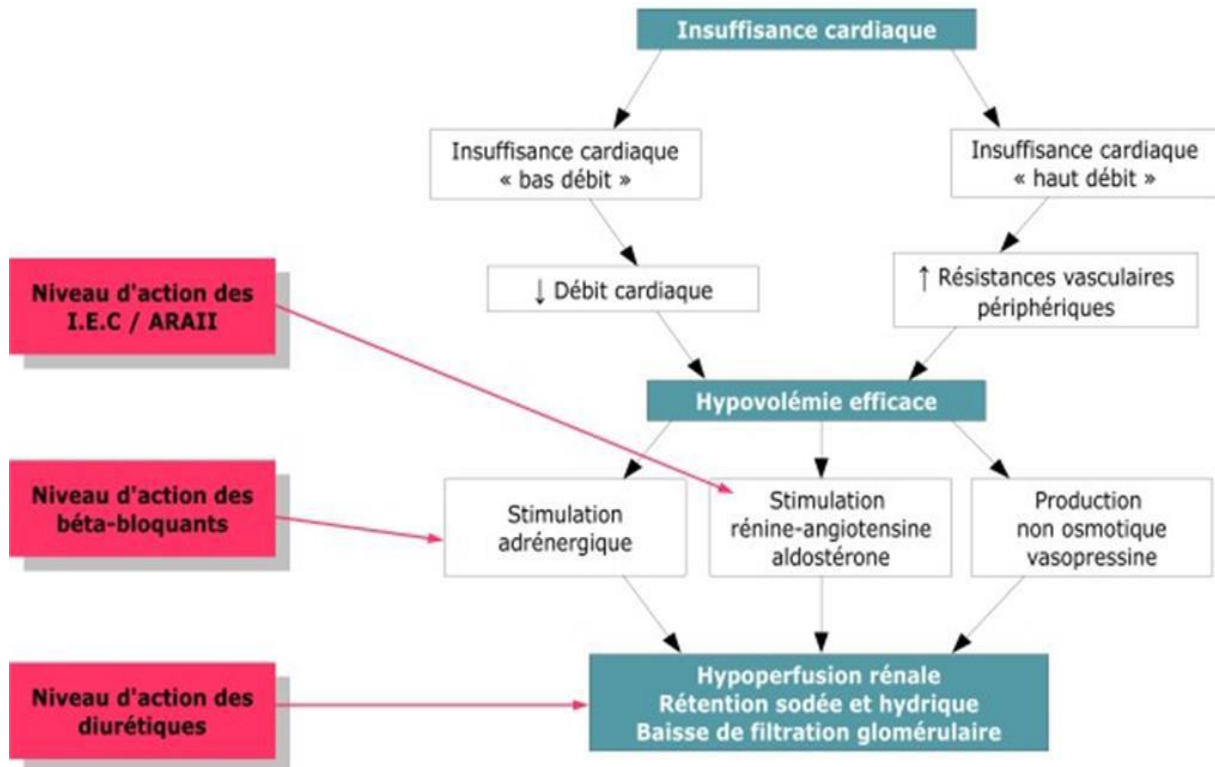 Insuffisance cardiaque
Insuffisance cardiaque
« bas débit »
Insuffisance cardiaque
« haut débit »
↓ Débit cardiaque
↑ Résistances vasculaires
périphériques
Niveau d'action des
I.E.C / ARAII
Hypovolémie efficace
Niveau d'action des
béta-bloquants
Stimulation
adrénergique
Stimulation
rénine-angiotensine
aldostérone
Production
non osmotique
vasopressine
Niveau d'action des
diurétiques
Hypoperfusion rénale
Rétention sodée et hydrique
Baisse de filtration glomérulaire